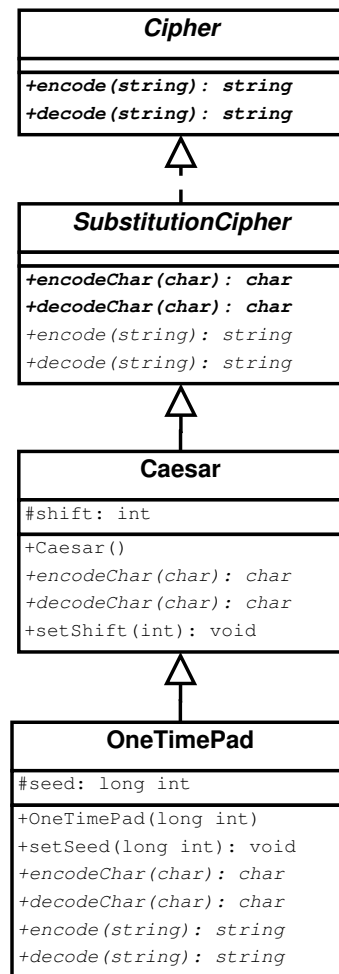 Cipher
+encode(string): string
+decode(string): string
SubstitutionCipher
+encodeChar(char): char
+decodeChar(char): char
+encode(string): string
+decode(string): string
Caesar
#shift: int
+Caesar()
+encodeChar(char): char
+decodeChar(char): char
+setShift(int): void
OneTimePad
#seed: long int
+OneTimePad(long int)
+setSeed(long int): void
+encodeChar(char): char
+decodeChar(char): char
+encode(string): string
+decode(string): string